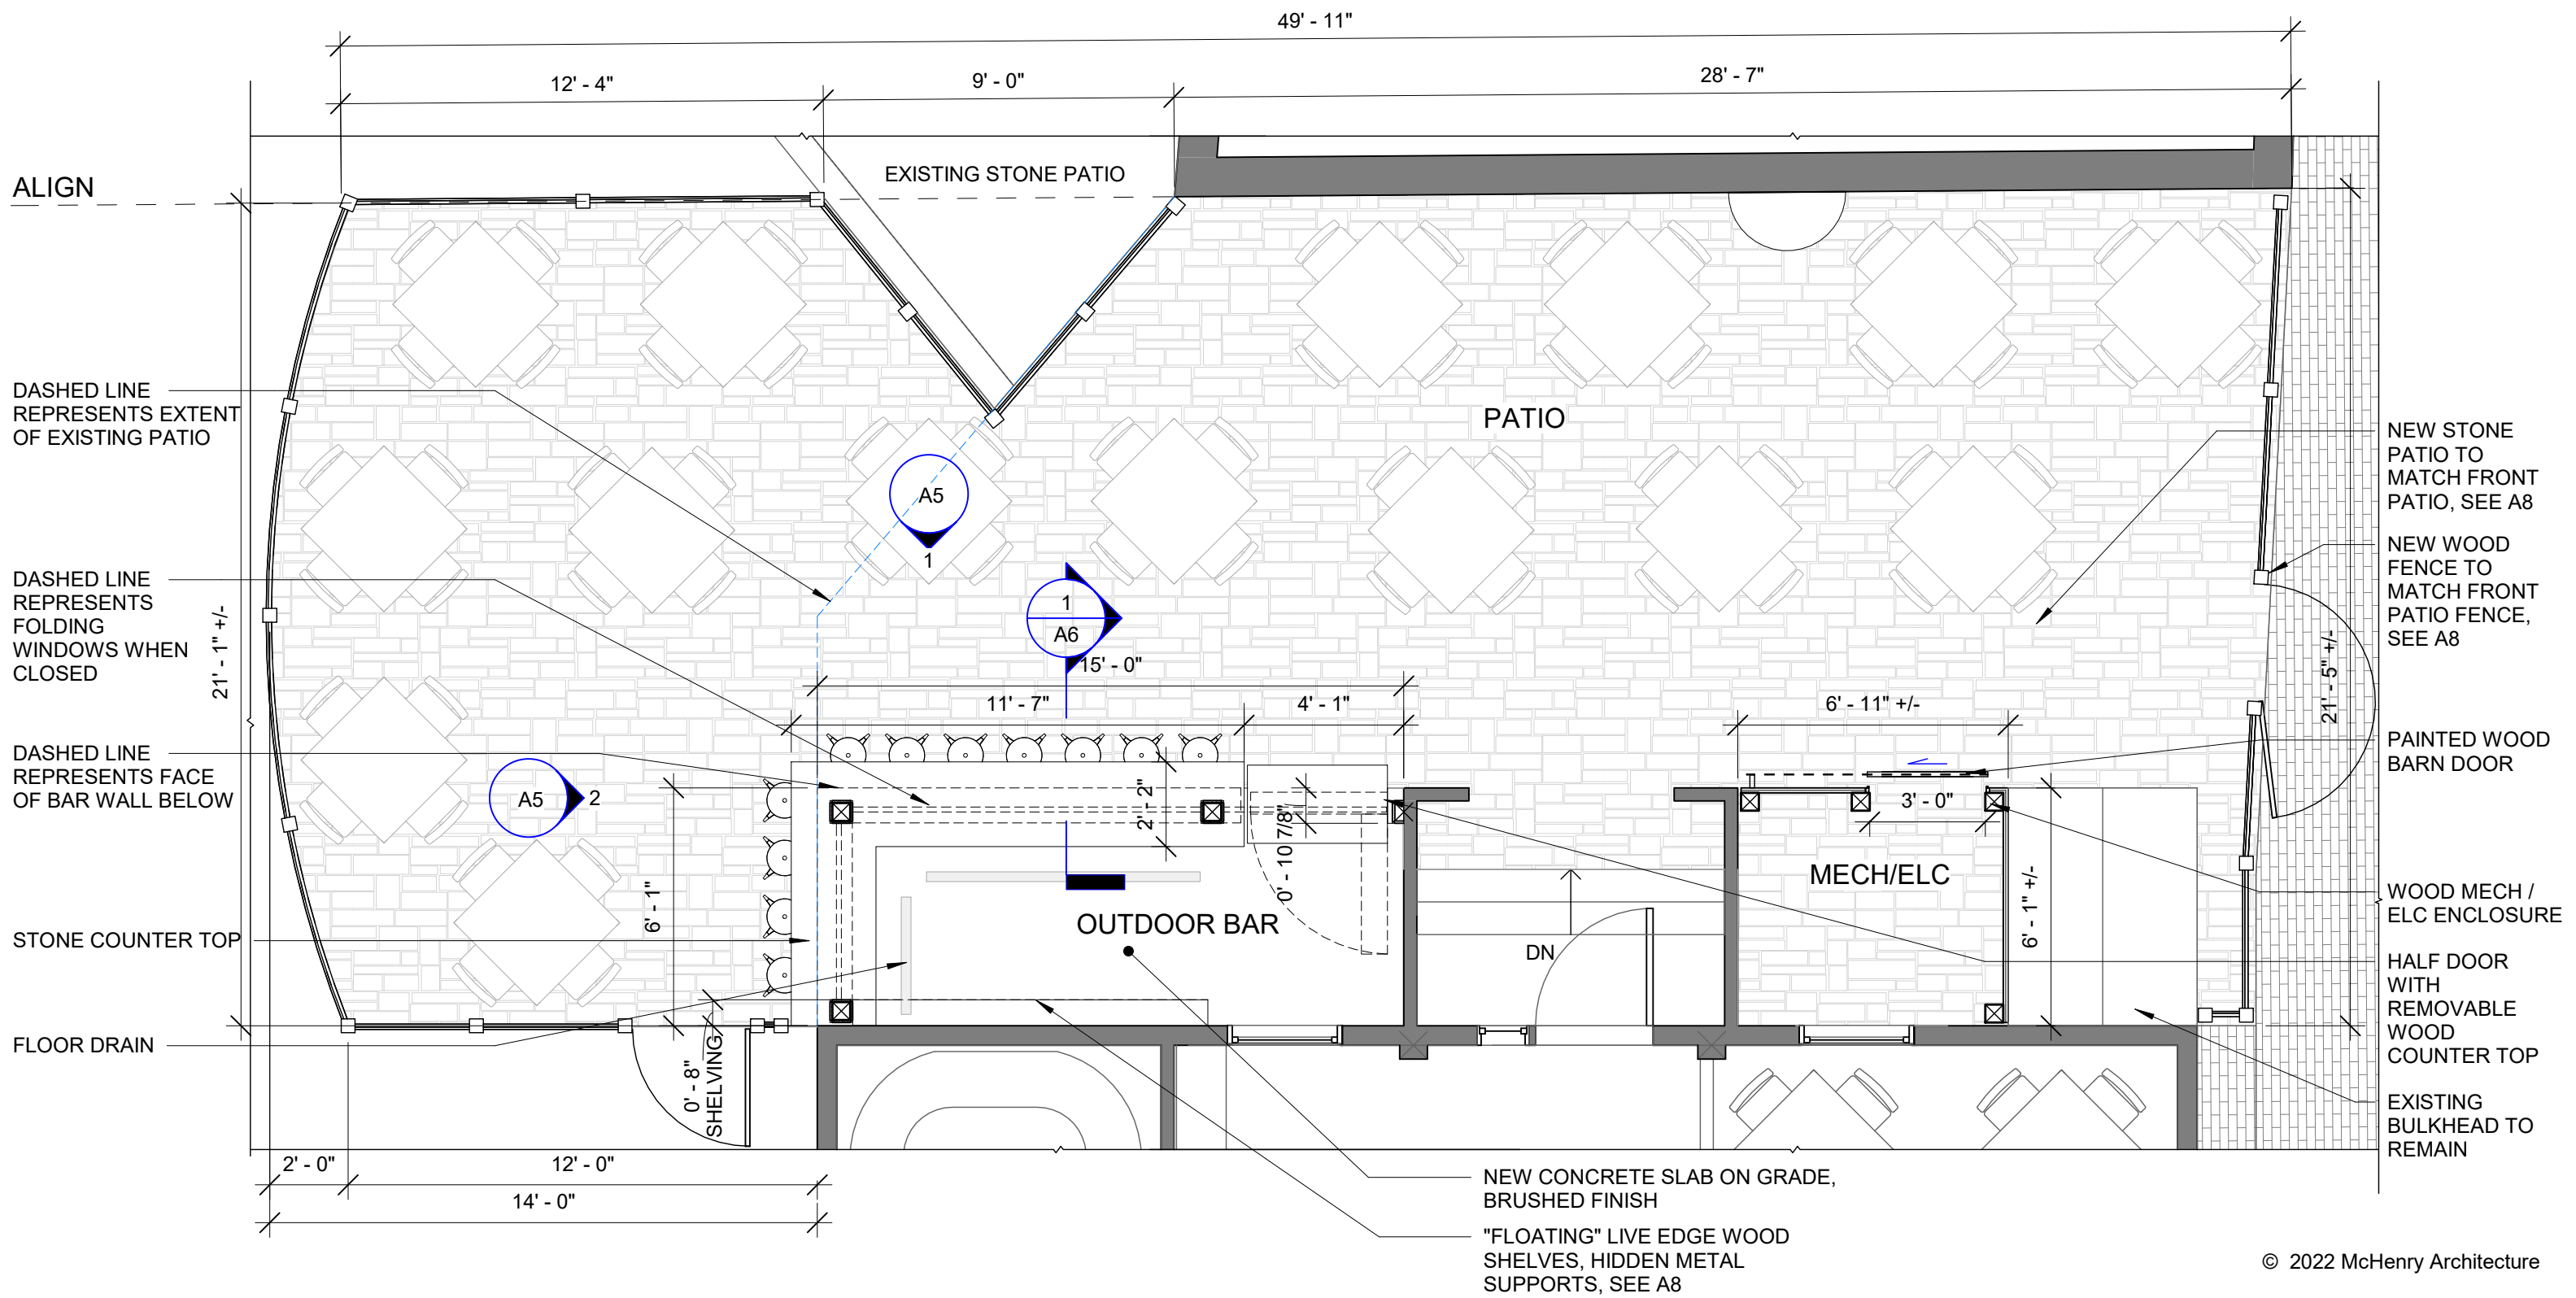 49' - 11"
12' - 4"
9' - 0"
28' - 7"
EXISTING STONE PATIO
ALIGN
PATIO
DASHED LINE
REPRESENTS EXTENT
OF EXISTING PATIO
DASHED LINE
REPRESENTS
FOLDING
WINDOWS WHEN
CLOSED
DASHED LINE
REPRESENTS FACE
OF BAR WALL BELOW
STONE COUNTER TOP
FLOOR DRAIN
21' - 1" +/-
A5
1
1
A6
15' - 0"
11' - 7"
4' - 1"
6' - 11" +/-
A5
2
2' - 2"
0' - 10 7/8"
3' - 0"
6' - 1"
6' - 1" +/-
21' - 5" +/-
MECH/ELC
OUTDOOR BAR
DN
0' - 8"
SHELVING
2' - 0"
12' - 0"
14' - 0"
NEW STONE
PATIO TO
MATCH FRONT
PATIO, SEE A8
NEW WOOD
FENCE TO
MATCH FRONT
PATIO FENCE,
SEE A8
PAINTED WOOD
BARN DOOR
WOOD MECH /
ELC ENCLOSURE
HALF DOOR
WITH
REMOVABLE
WOOD
COUNTER TOP
EXISTING
BULKHEAD TO
REMAIN
NEW CONCRETE SLAB ON GRADE,
BRUSHED FINISH
"FLOATING" LIVE EDGE WOOD
SHELVES, HIDDEN METAL
SUPPORTS, SEE A8
© 2022 McHenry Architecture